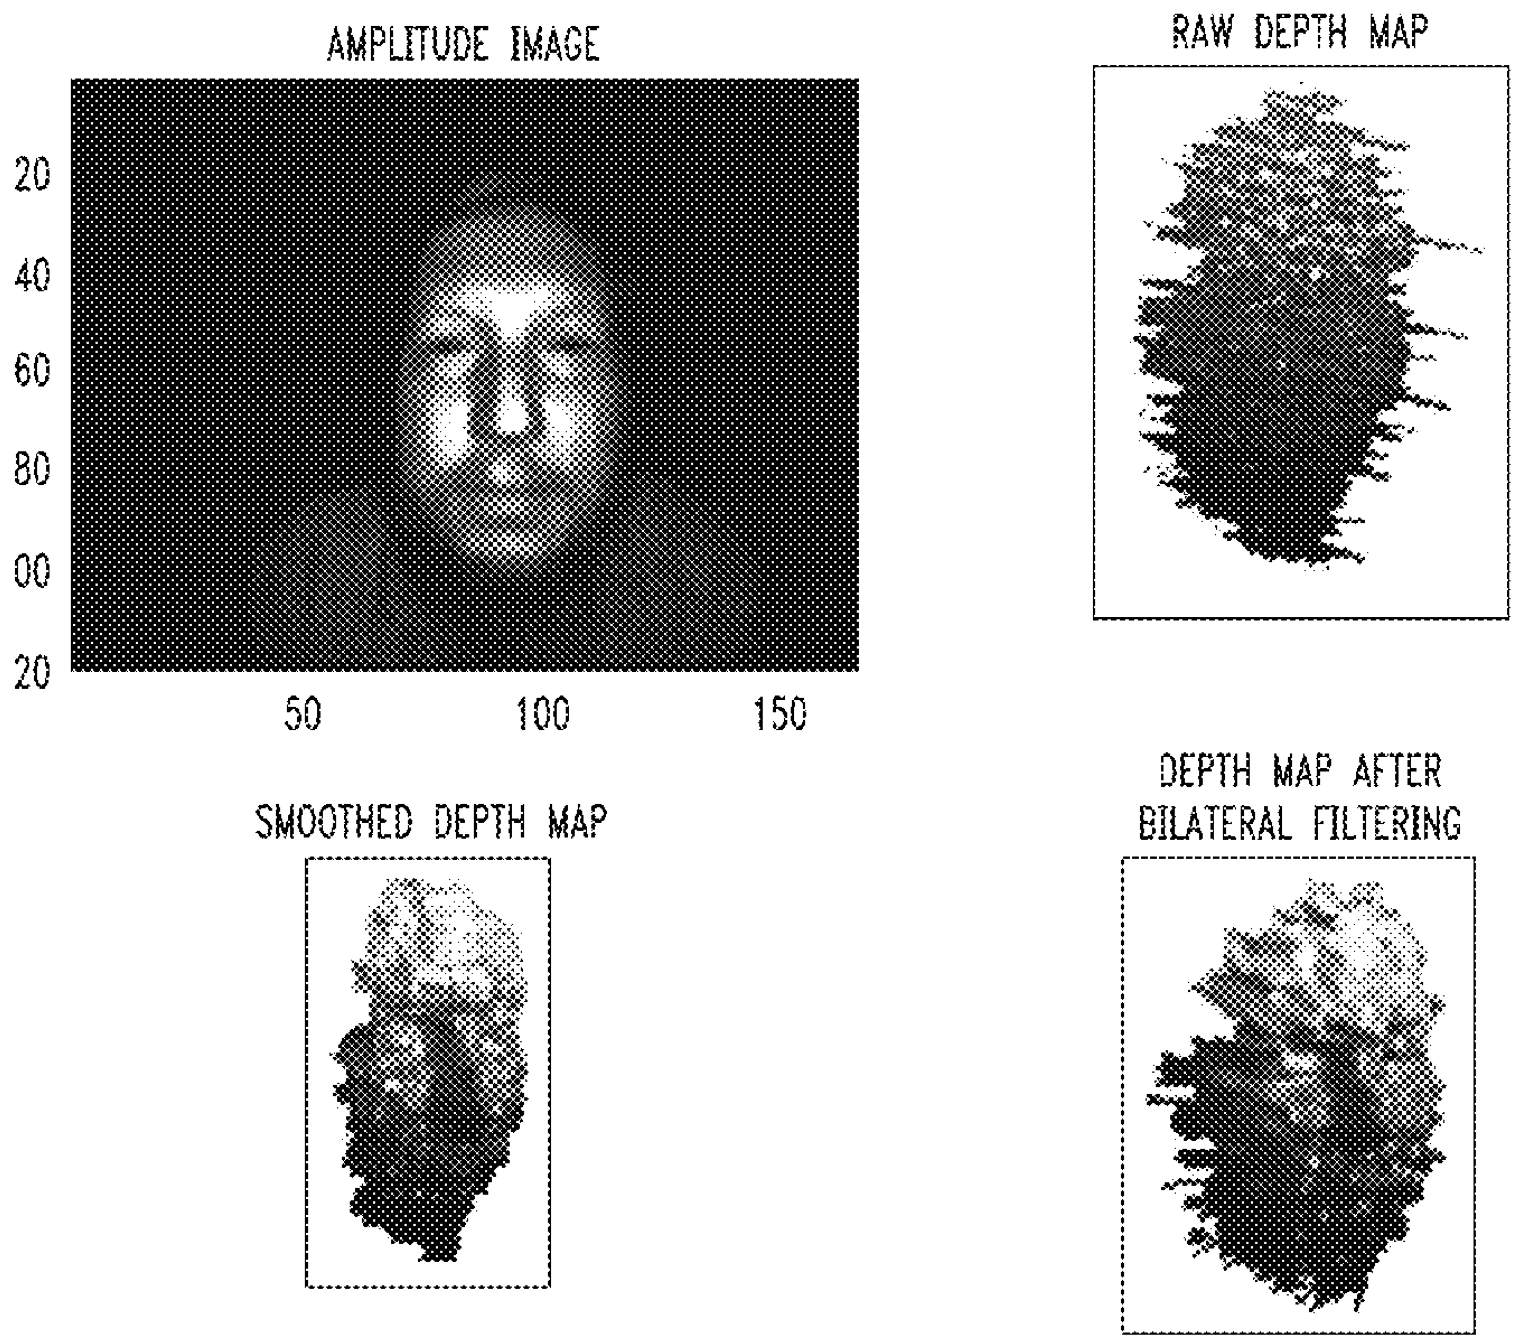 AMPLITUDE IMAGE
RAW DEPTH MAP
20
40
60
80
00
20
50 100 150
DEPTH MAP AFTER
BILATERAL FILTERING
SMOOTHED DEPTH MAP